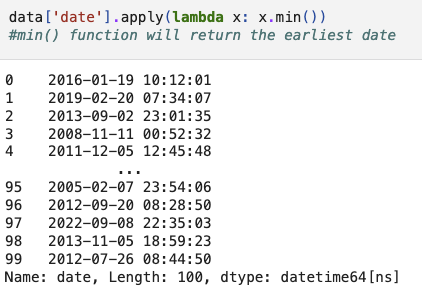 data['date'].apply(lambda x: x.min())
#min() function will return the earliest date
0    2016-01-19 10:12:01
1    2019-02-20 07:34:07
2    2013-09-02 23:01:35
3    2008-11-11 00:52:32
4    2011-12-05 12:45:48
...
95   2005-02-07 23:54:06
96   2012-09-20 08:28:50
97   2022-09-08 22:35:03
98   2013-11-05 18:59:23
99   2012-07-26 08:44:50
Name: date, Length: 100, dtype: datetime64[ns]